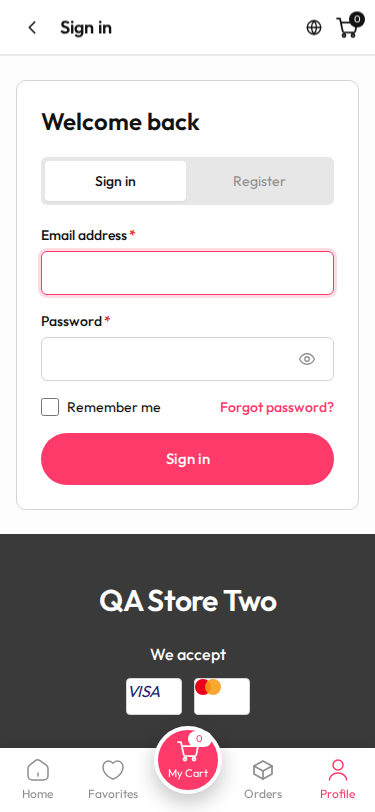 Sign in
0
Welcome back
Sign in
Register
Email address *
Password *
Remember me
Forgot password?
Sign in
QA Store Two
We accept
VISA
0
My Cart
Home
Favorites
Orders
Profile